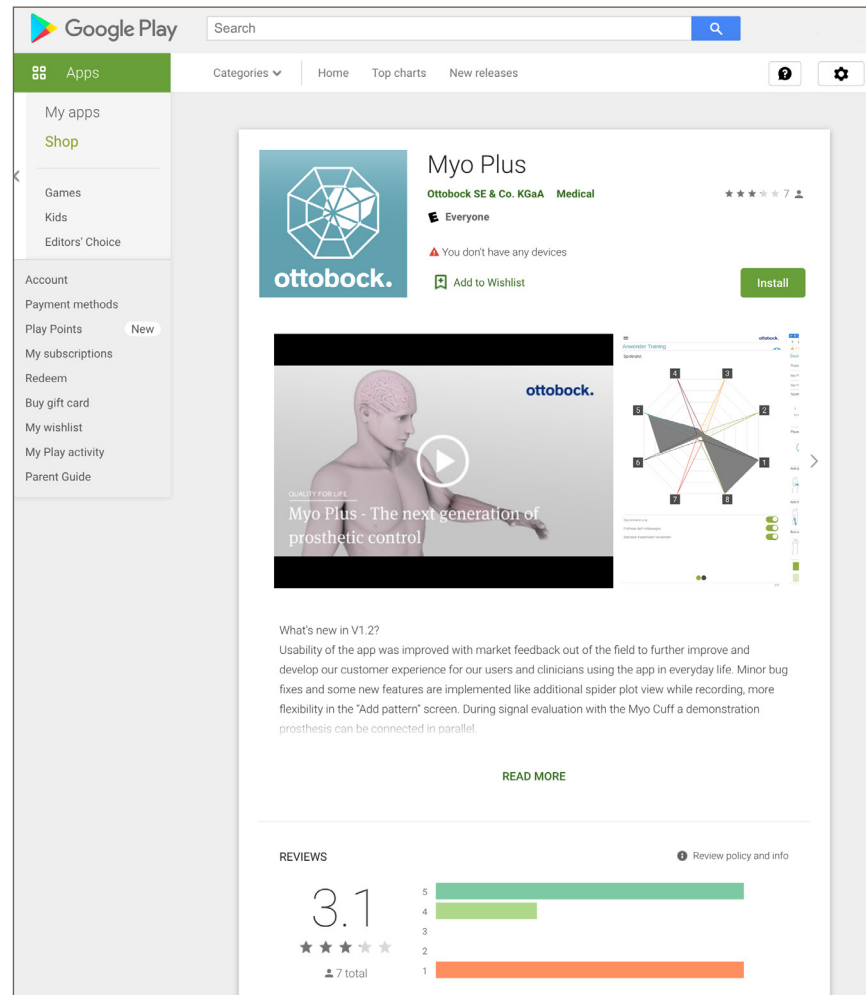 Google Play
Search
Apps
Categories
Home
Top charts
New releases
My apps
Shop
Games
Kids
Editors' Choice
Account
Payment methods
Play Points New
My subscriptions
Redeem
Buy gift card
My wishlist
My Play activity
Parent Guide
ottobock.
Myo Plus
Ottobock SE & Co. KGaA Medical
7
E Everyone
You don't have any devices
Add to Wishlist
Install
ottobock.
QUALITY FOR LIFE
Myo Plus - The next generation of
prosthetic control
ottobock.
Anwender Training
4 3
5 2
6 1
7 8
What's new in V1.2?
Usability of the app was improved with market feedback out of the field to further improve and
develop our customer experience for our users and clinicians using the app in everyday life. Minor bug
fixes and some new features are implemented like additional spider plot view while recording, more
flexibility in the "Add pattern" screen. During signal evaluation with the Myo Cuff a demonstration
prosthesis can be connected in parallel.
READ MORE
REVIEWS
Review policy and info
3.1
7 total
5
4
3
2
1